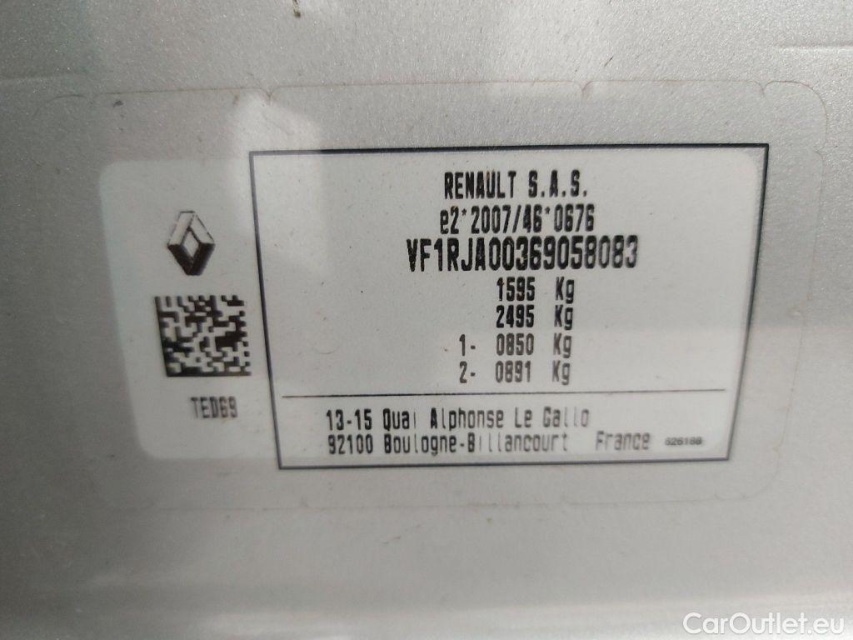 RENAULT S.A.S.
e2*2007/46*0676
VF1RJA00369058083
1595 Kg
2495 Kg
1- 0850 Kg
2- 0891 Kg
TED69
13-15 Quai Alphonse Le Gallo
92100 Boulogne-Billancourt France
CarOutlet.eu